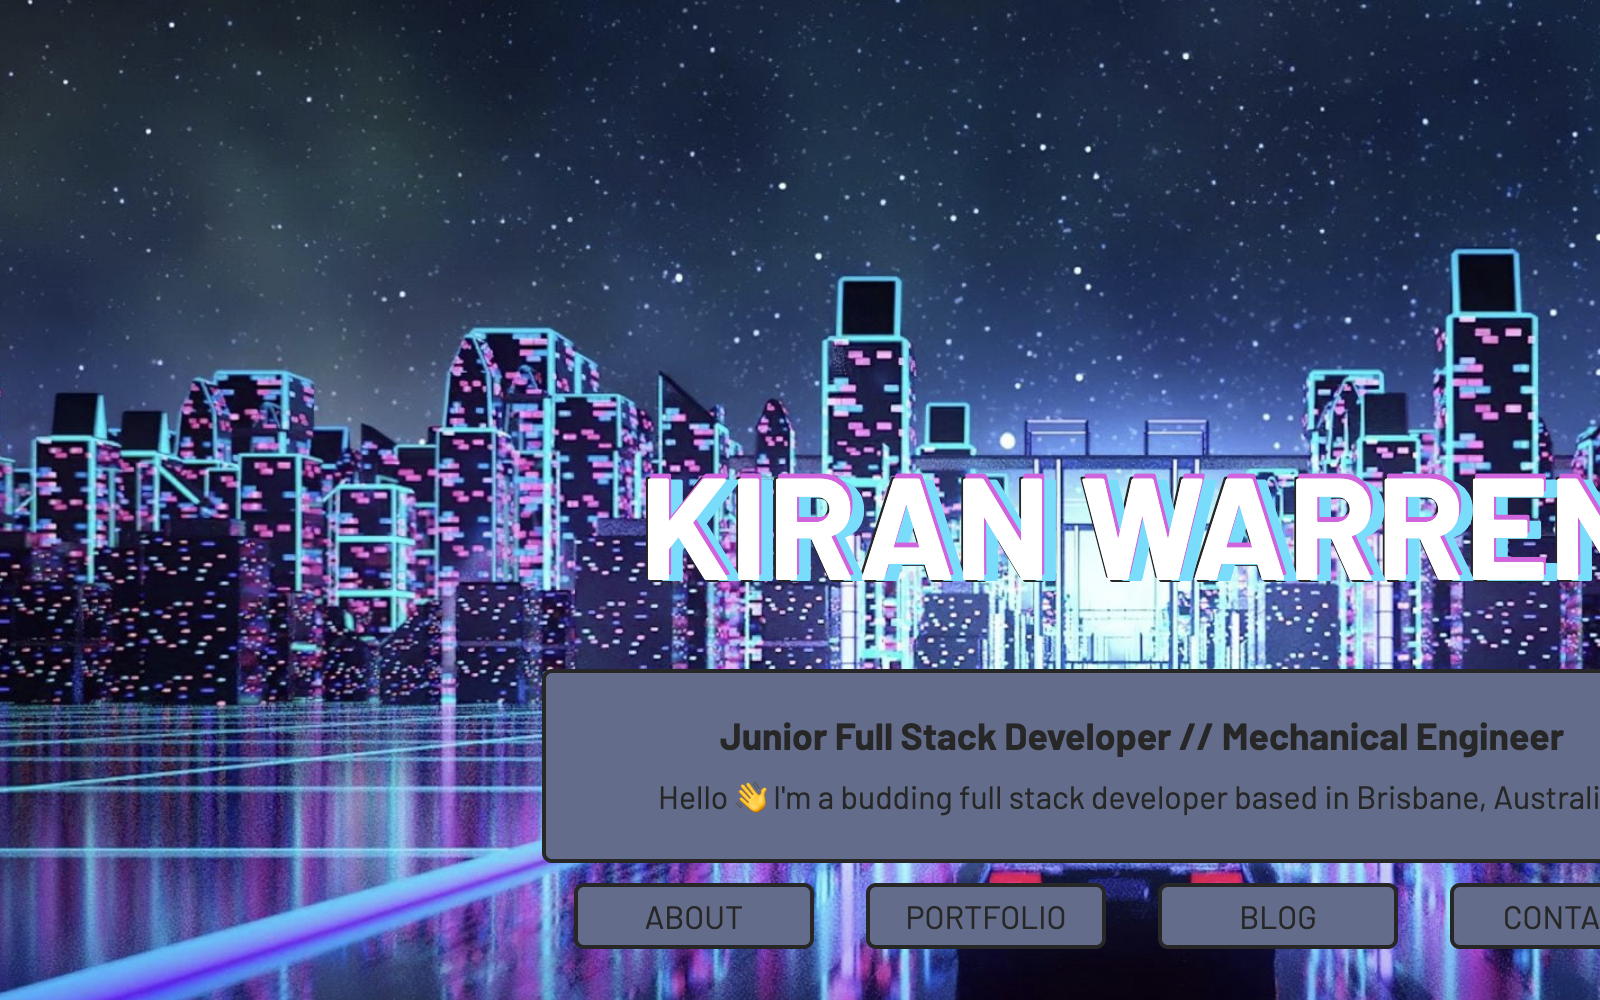 KIRAN WARREN
Junior Full Stack Developer // Mechanical Engineer
Hello 👋 I'm a budding full stack developer based in Brisbane, Australi
ABOUT
PORTFOLIO
BLOG
CONTA